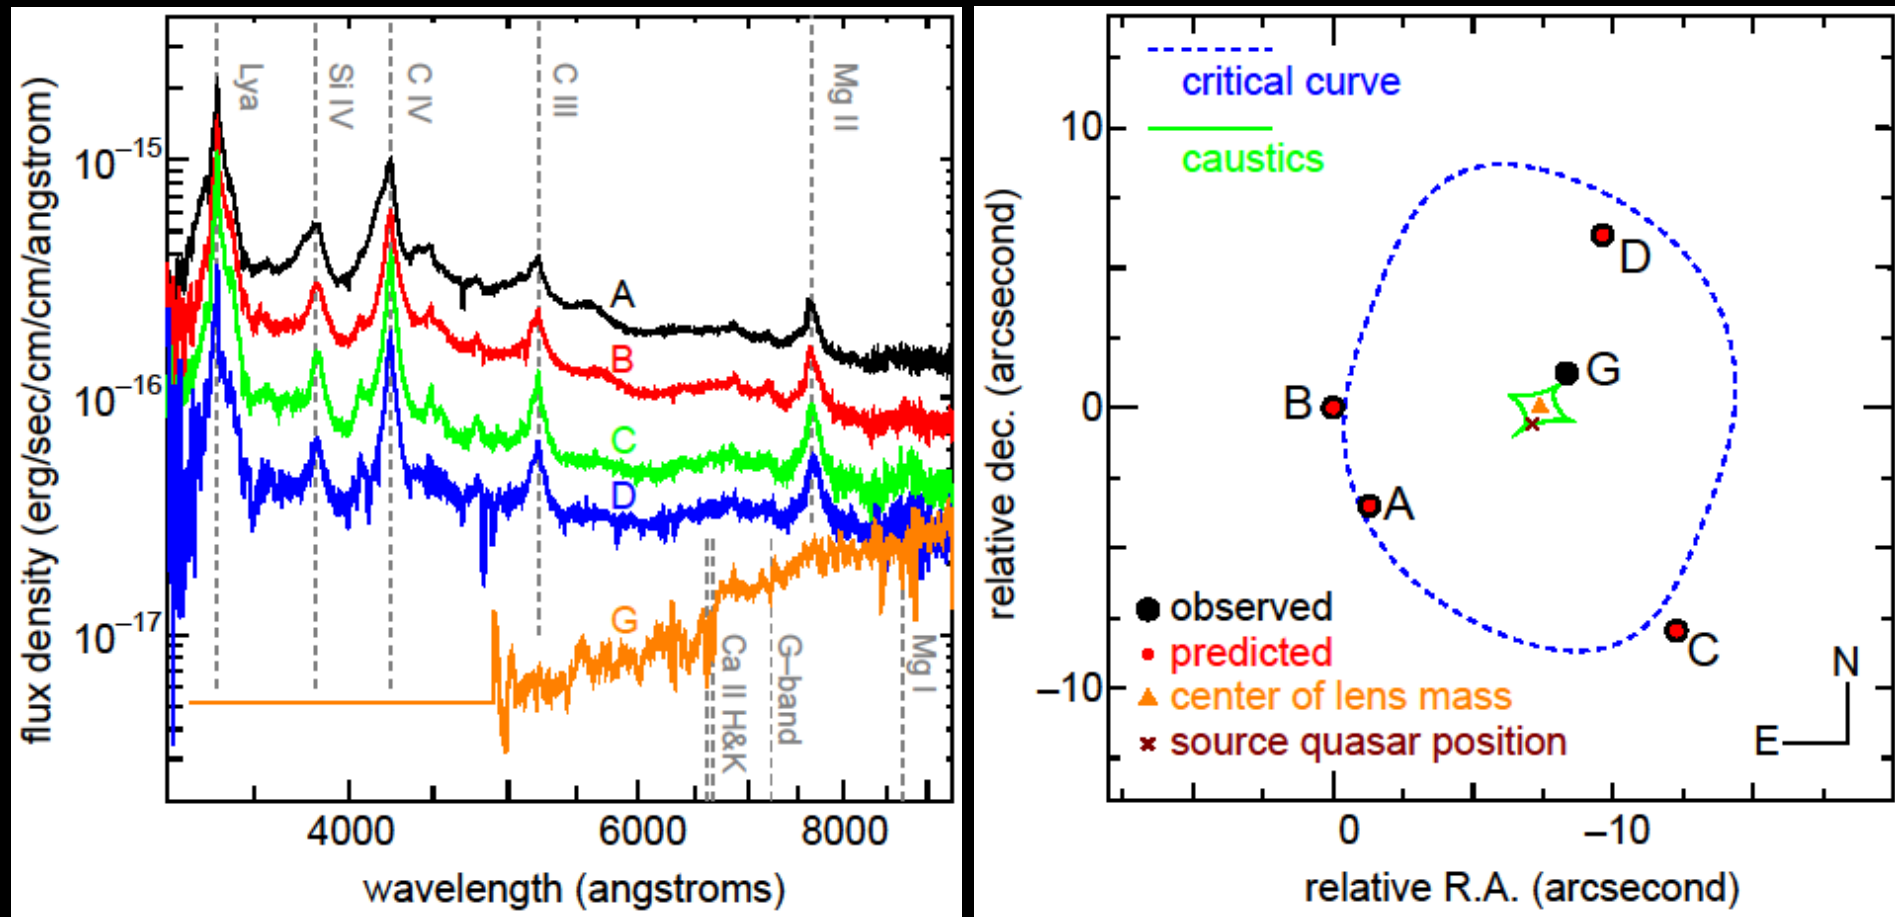 flux density (erg/sec/cm/cm/angstrom)
10⁻¹⁵
10⁻¹⁶
10⁻¹⁷
Lya
Si IV
C IV
C III
Mg II
A
B
C
D
G
Ca II H&K
G-band
Mg I
4000
6000
8000
wavelength (angstroms)
relative dec. (arcsecond)
10
0
−10
critical curve
caustics
D
G
B
A
C
observed
predicted
center of lens mass
source quasar position
N
E
0
−10
relative R.A. (arcsecond)